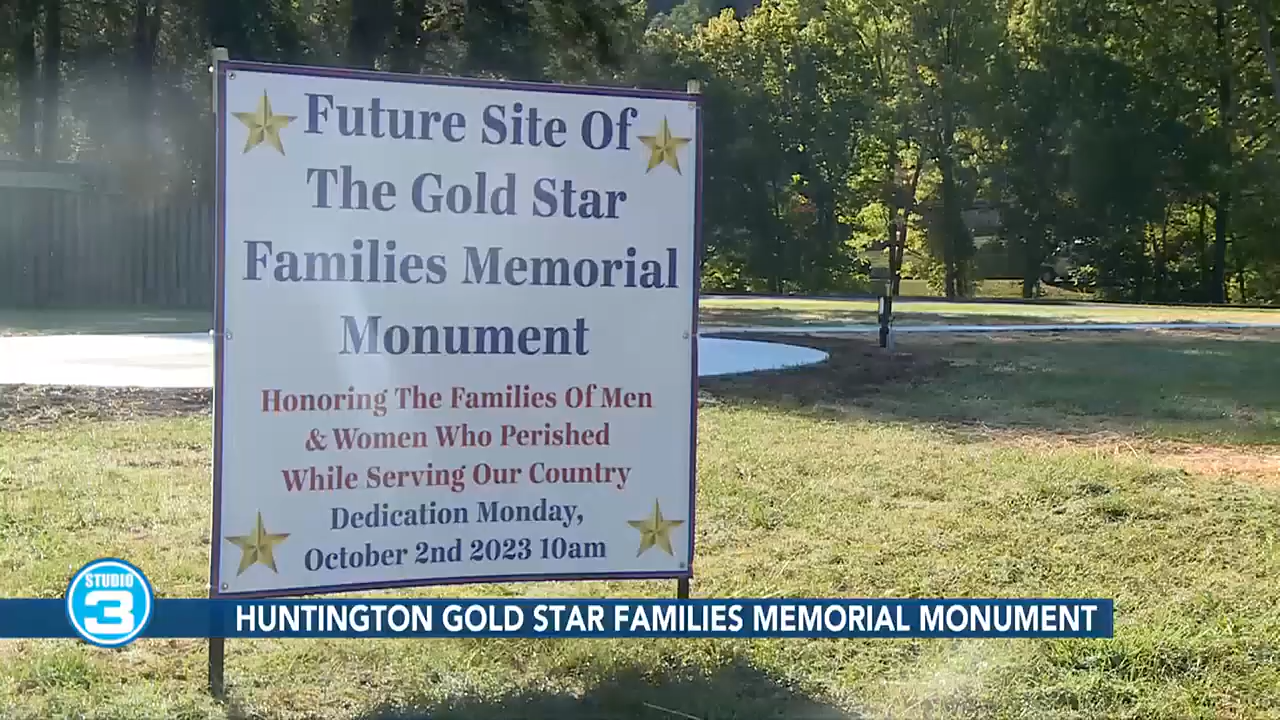 Future Site Of
The Gold Star
Families Memorial
Monument
Honoring The Families Of Men
& Women Who Perished
While Serving Our Country
Dedication Monday,
October 2nd 2023 10am
STUDIO
3
HUNTINGTON GOLD STAR FAMILIES MEMORIAL MONUMENT